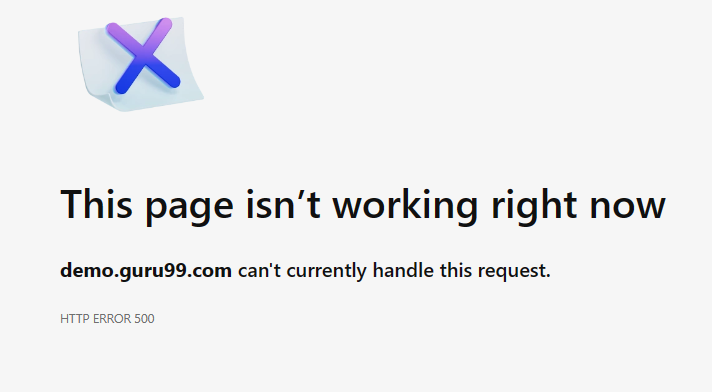 This page isn’t working right now
demo.guru99.com can't currently handle this request.
HTTP ERROR 500